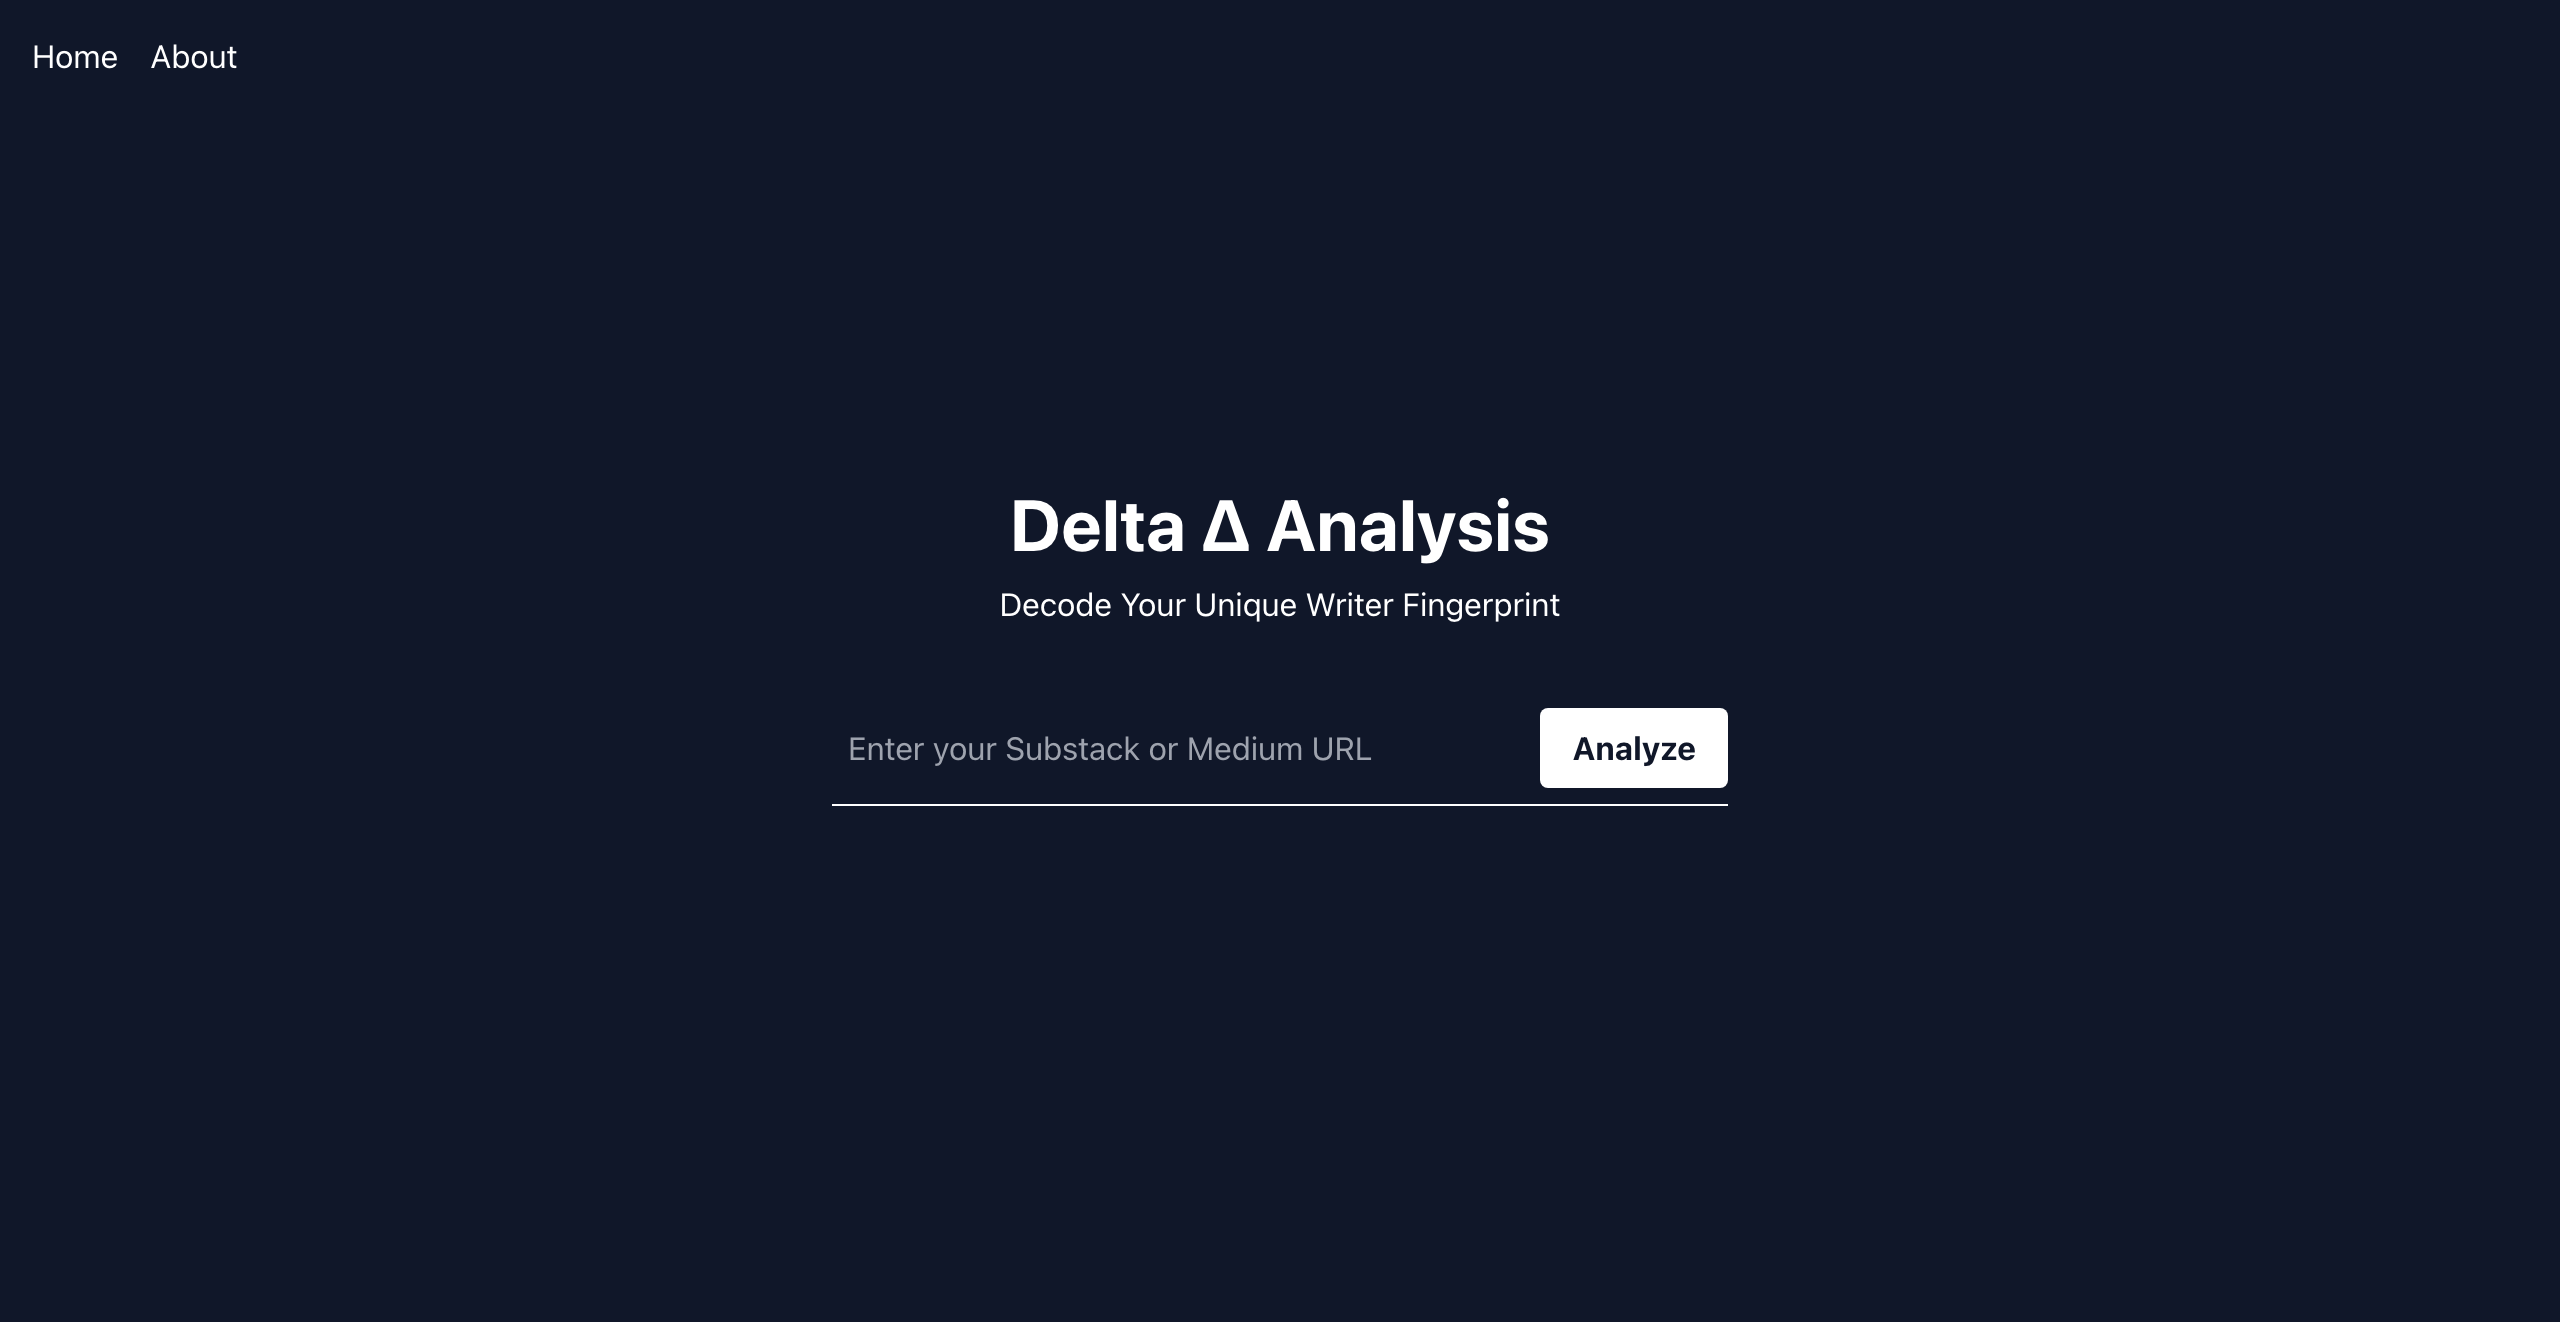 Home About
Delta Δ Analysis
Decode Your Unique Writer Fingerprint
Enter your Substack or Medium URL Analyze